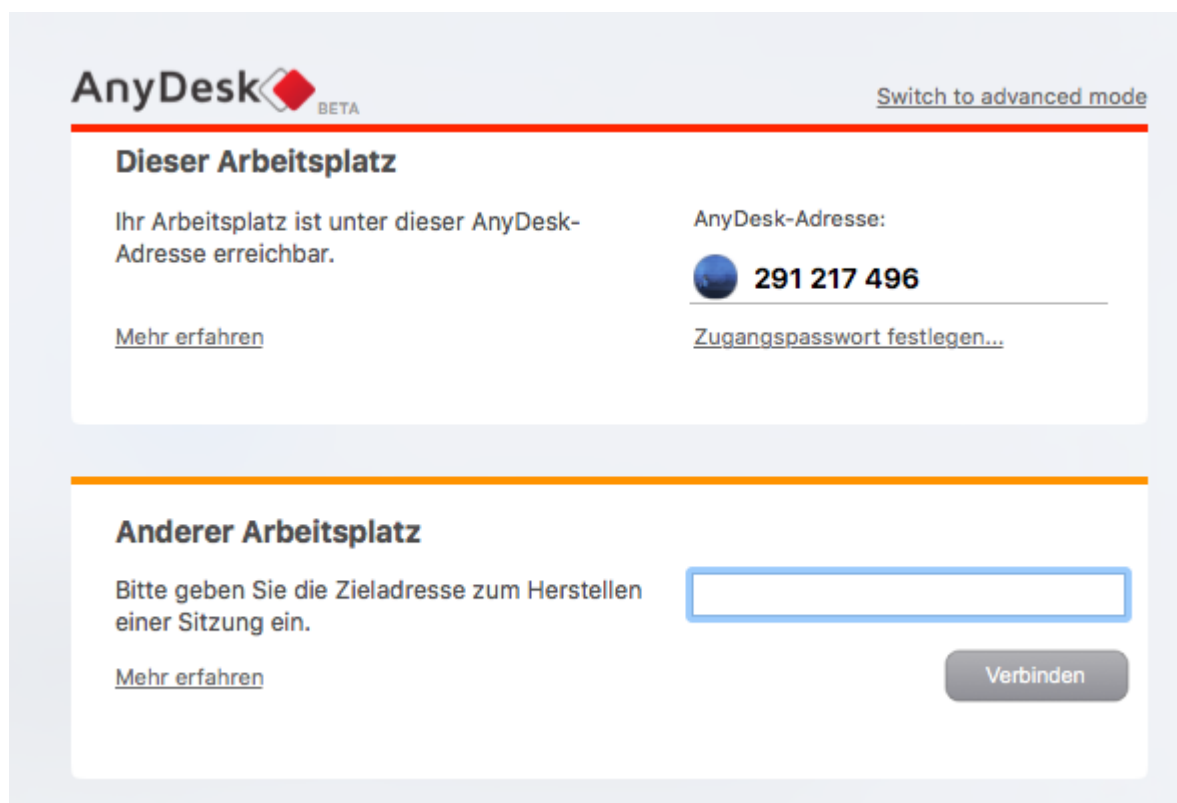 AnyDesk BETA
Switch to advanced mode
Dieser Arbeitsplatz
Ihr Arbeitsplatz ist unter dieser AnyDesk-
Adresse erreichbar.
AnyDesk-Adresse:
291 217 496
Mehr erfahren
Zugangspasswort festlegen...
Anderer Arbeitsplatz
Bitte geben Sie die Zieladresse zum Herstellen
einer Sitzung ein.
Mehr erfahren
Verbinden